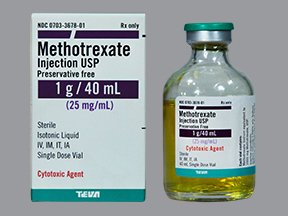 NDC 0703-3678-01 Rx only
Methotrexate
Injection USP
Preservative free
1 g / 40 mL
(25 mg/mL)
Sterile
Isotonic Liquid
IV, IM, IT, IA
Single Dose Vial
Cytotoxic Agent
TEVA
NDC 0703-3678-01 Rx only
Methotrexate
Injection USP
Preservative free
1 g/40 mL
(25 mg/mL)
Sterile, Isotonic Liquid
IV, IM, IT, IA
40 mL Single Dose Vial
Cytotoxic Agent